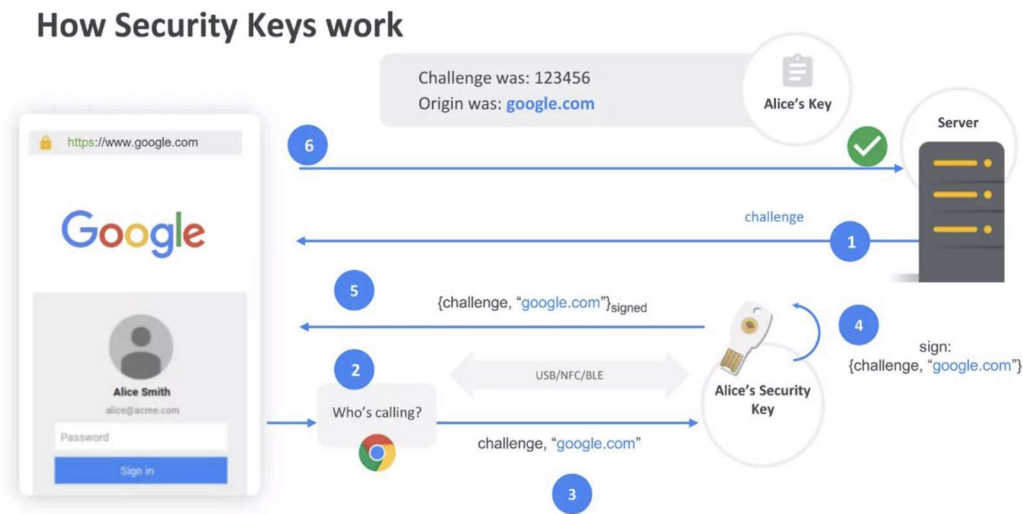 How Security Keys work
Challenge was: 123456
Origin was: google.com
Alice's Key
Server
https://www.google.com
6
Google
challenge
1
5
{challenge, “google.com”}signed
4
sign:
{challenge, “google.com”}
2
USB/NFC/BLE
Who's calling?
Alice's Security
Key
challenge, “google.com”
3
Alice Smith
alice@acme.com
Password
Sign in